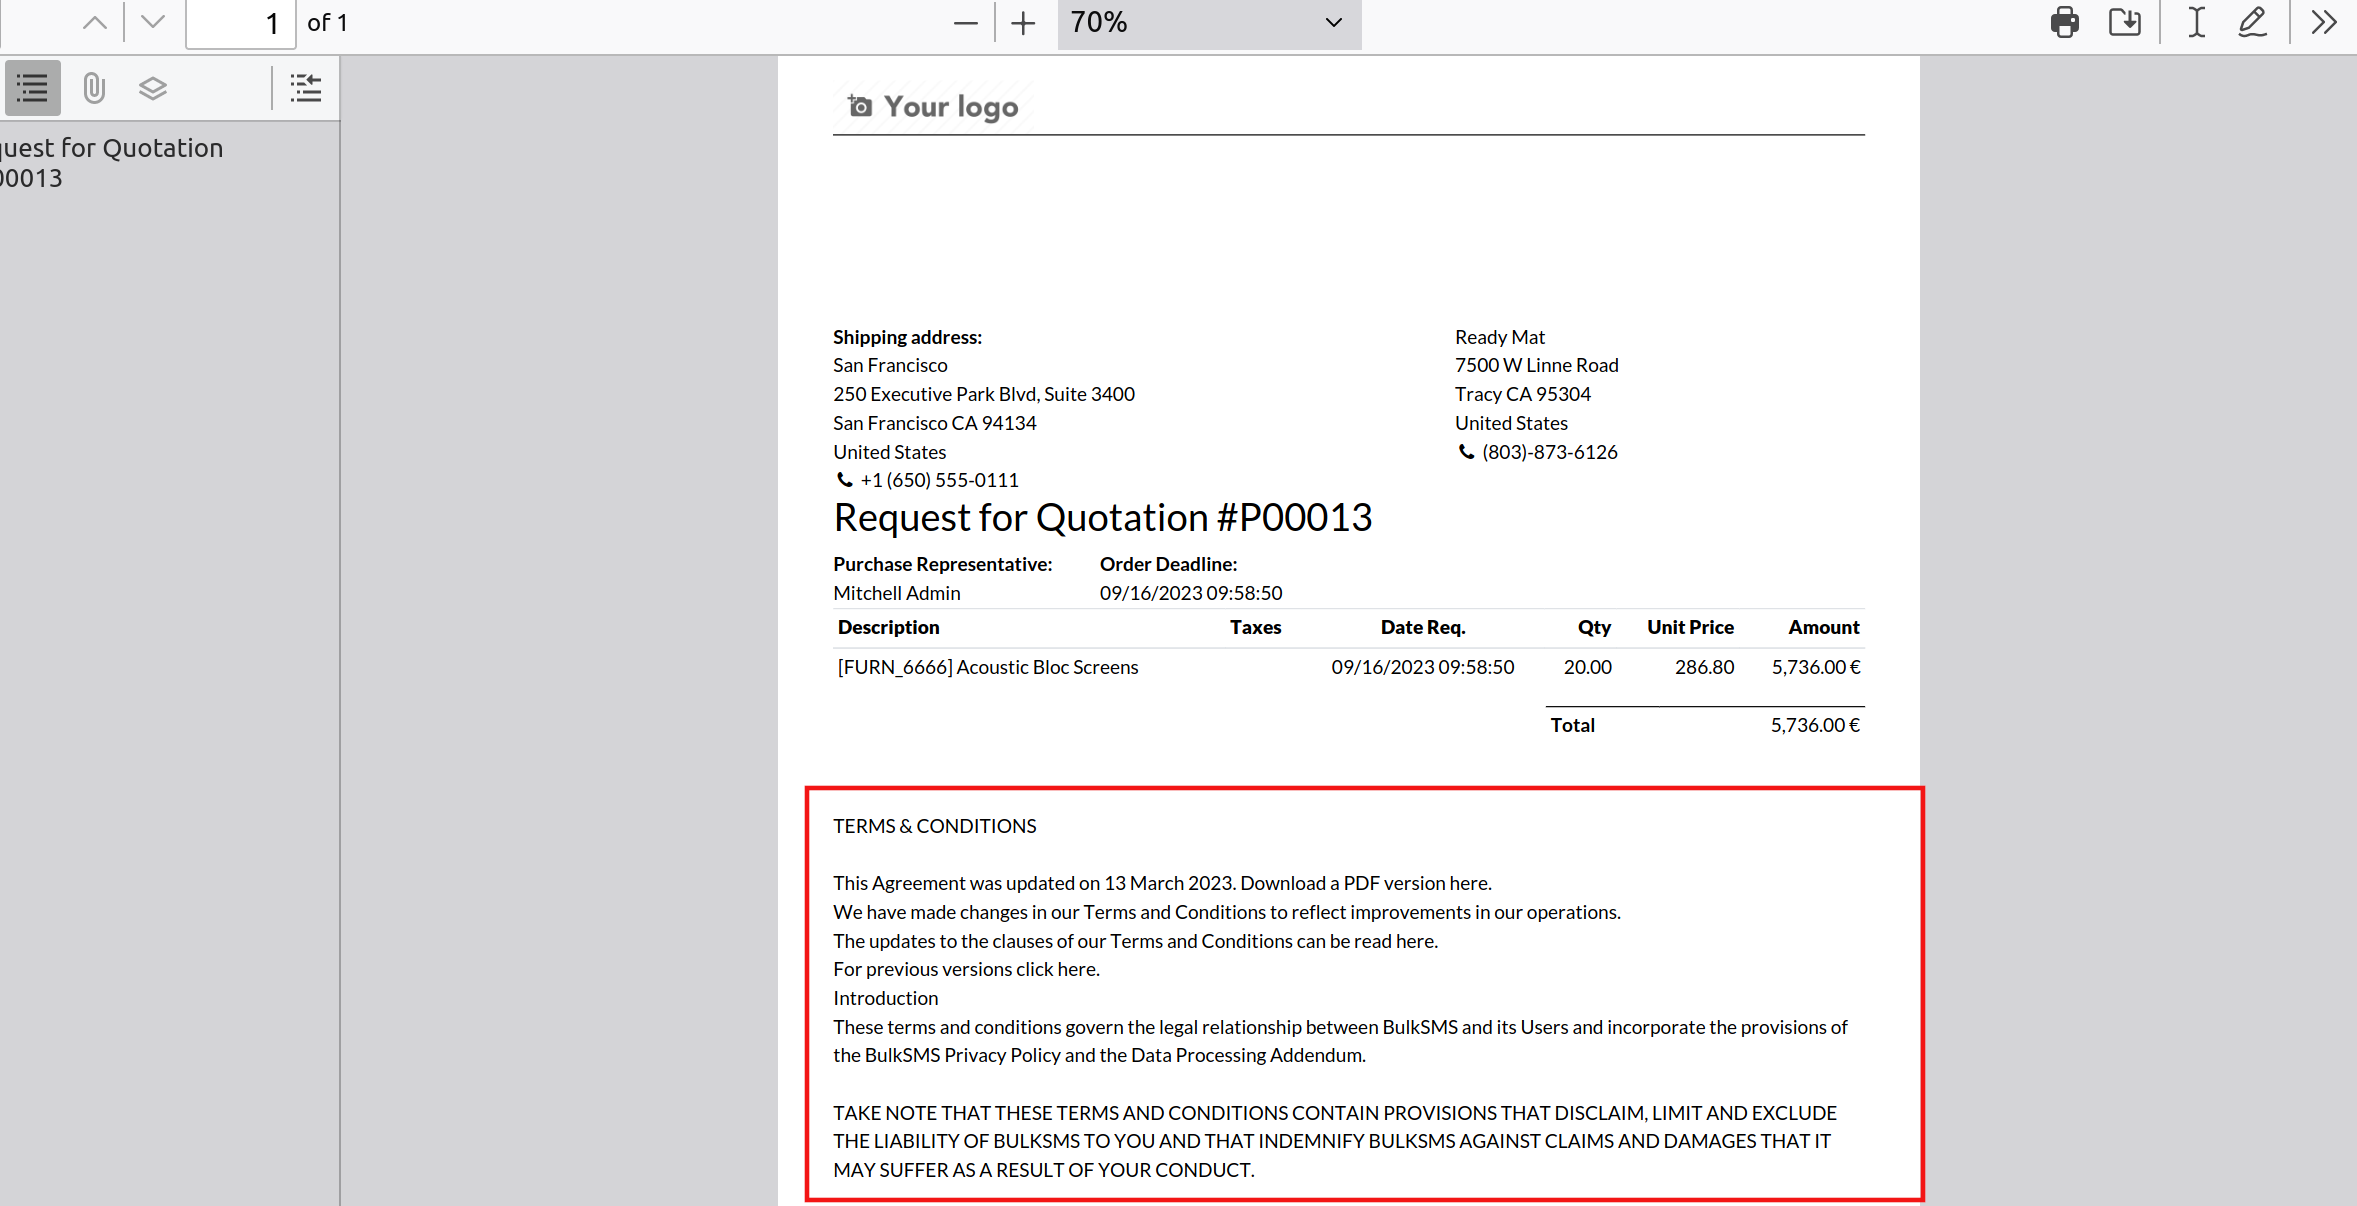 1 of 1
70%
quest for Quotation
00013
Your logo
Shipping address:
San Francisco
250 Executive Park Blvd, Suite 3400
San Francisco CA 94134
United States
+1 (650) 555-0111
Ready Mat
7500 W Linne Road
Tracy CA 95304
United States
(803)-873-6126
Request for Quotation #P00013
Purchase Representative:
Mitchell Admin
Order Deadline:
09/16/2023 09:58:50
Description Taxes Date Req. Qty Unit Price Amount
[FURN_6666] Acoustic Bloc Screens 09/16/2023 09:58:50 20.00 286.80 5,736.00 €
Total 5,736.00 €
TERMS & CONDITIONS
This Agreement was updated on 13 March 2023. Download a PDF version here.
We have made changes in our Terms and Conditions to reflect improvements in our operations.
The updates to the clauses of our Terms and Conditions can be read here.
For previous versions click here.
Introduction
These terms and conditions govern the legal relationship between BulkSMS and its Users and incorporate the provisions of
the BulkSMS Privacy Policy and the Data Processing Addendum.
TAKE NOTE THAT THESE TERMS AND CONDITIONS CONTAIN PROVISIONS THAT DISCLAIM, LIMIT AND EXCLUDE
THE LIABILITY OF BULKSMS TO YOU AND THAT INDEMNIFY BULKSMS AGAINST CLAIMS AND DAMAGES THAT IT
MAY SUFFER AS A RESULT OF YOUR CONDUCT.